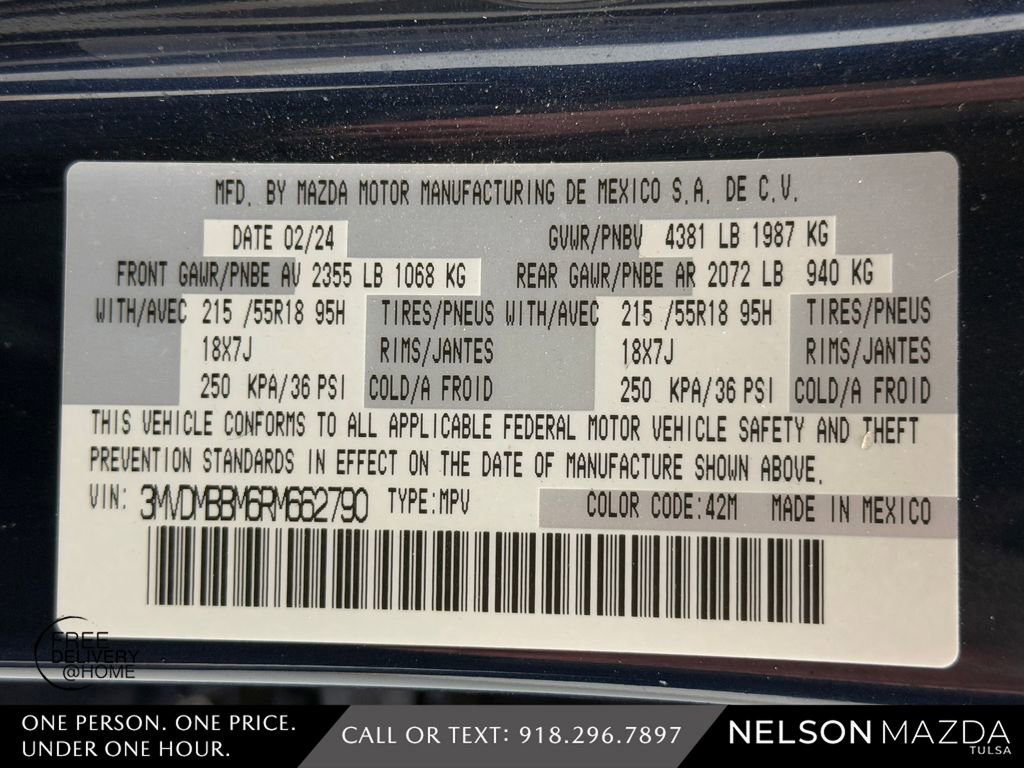 MFD. BY MAZDA MOTOR MANUFACTURING DE MEXICO S.A. DE C.V.
DATE 02/24 GVWR/PNBV 4381 LB 1987 KG
FRONT GAWR/PNBE AV 2355 LB 1068 KG REAR GAWR/PNBE AR 2072 LB 940 KG
WITH/AVEC 215 /55R18 95H TIRES/PNEUS WITH/AVEC 215 /55R18 95H TIRES/PNEUS
18X7J RIMS/JANTES 18X7J RIMS/JANTES
250 KPA/36 PSI COLD/A FROID 250 KPA/36 PSI COLD/A FROID
THIS VEHICLE CONFORMS TO ALL APPLICABLE FEDERAL MOTOR VEHICLE SAFETY AND THEFT
PREVENTION STANDARDS IN EFFECT ON THE DATE OF MANUFACTURE SHOWN ABOVE.
VIN: 3MVDMBBM6RM662790 TYPE:MPV COLOR CODE:42M MADE IN MEXICO
FREE
DELIVERY
@HOME
ONE PERSON. ONE PRICE.
UNDER ONE HOUR.
CALL OR TEXT: 918.296.7897
NELSON MAZDA
TULSA